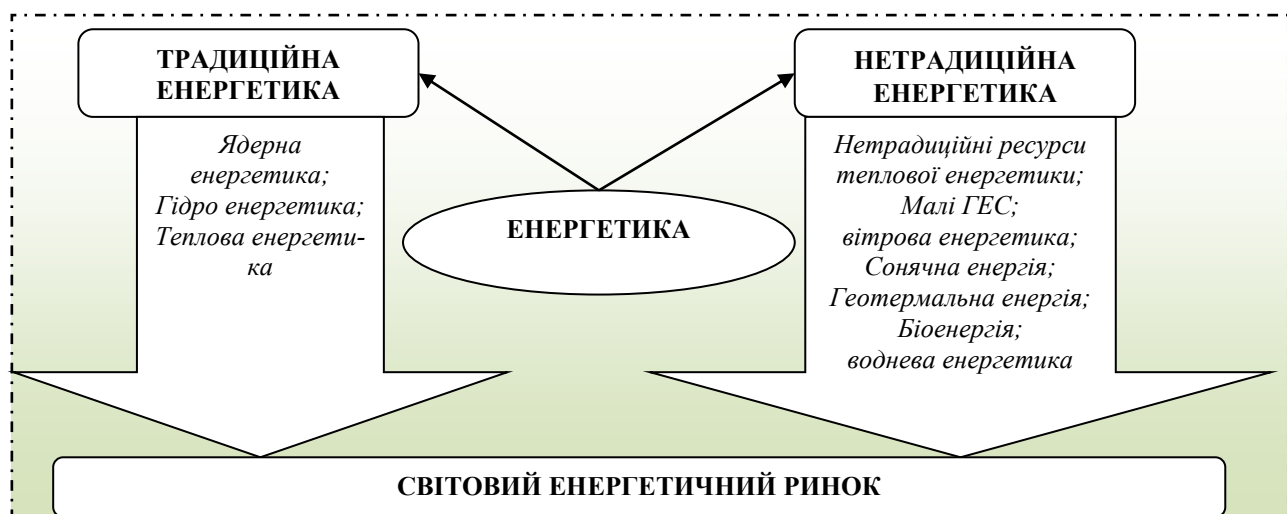 ТРАДИЦІЙНА
ЕНЕРГЕТИКА
Ядерна
енергетика;
Гідро енергетика;
Теплова енергети-
ка
ЕНЕРГЕТИКА
НЕТРАДИЦІЙНА
ЕНЕРГЕТИКА
Нетрадиційні ресурси
теплової енергетики;
Малі ГЕС;
вітрова енергетика;
Сонячна енергія;
Геотермальна енергія;
Біоенергія;
воднева енергетика
СВІТОВИЙ ЕНЕРГЕТИЧНИЙ РИНОК